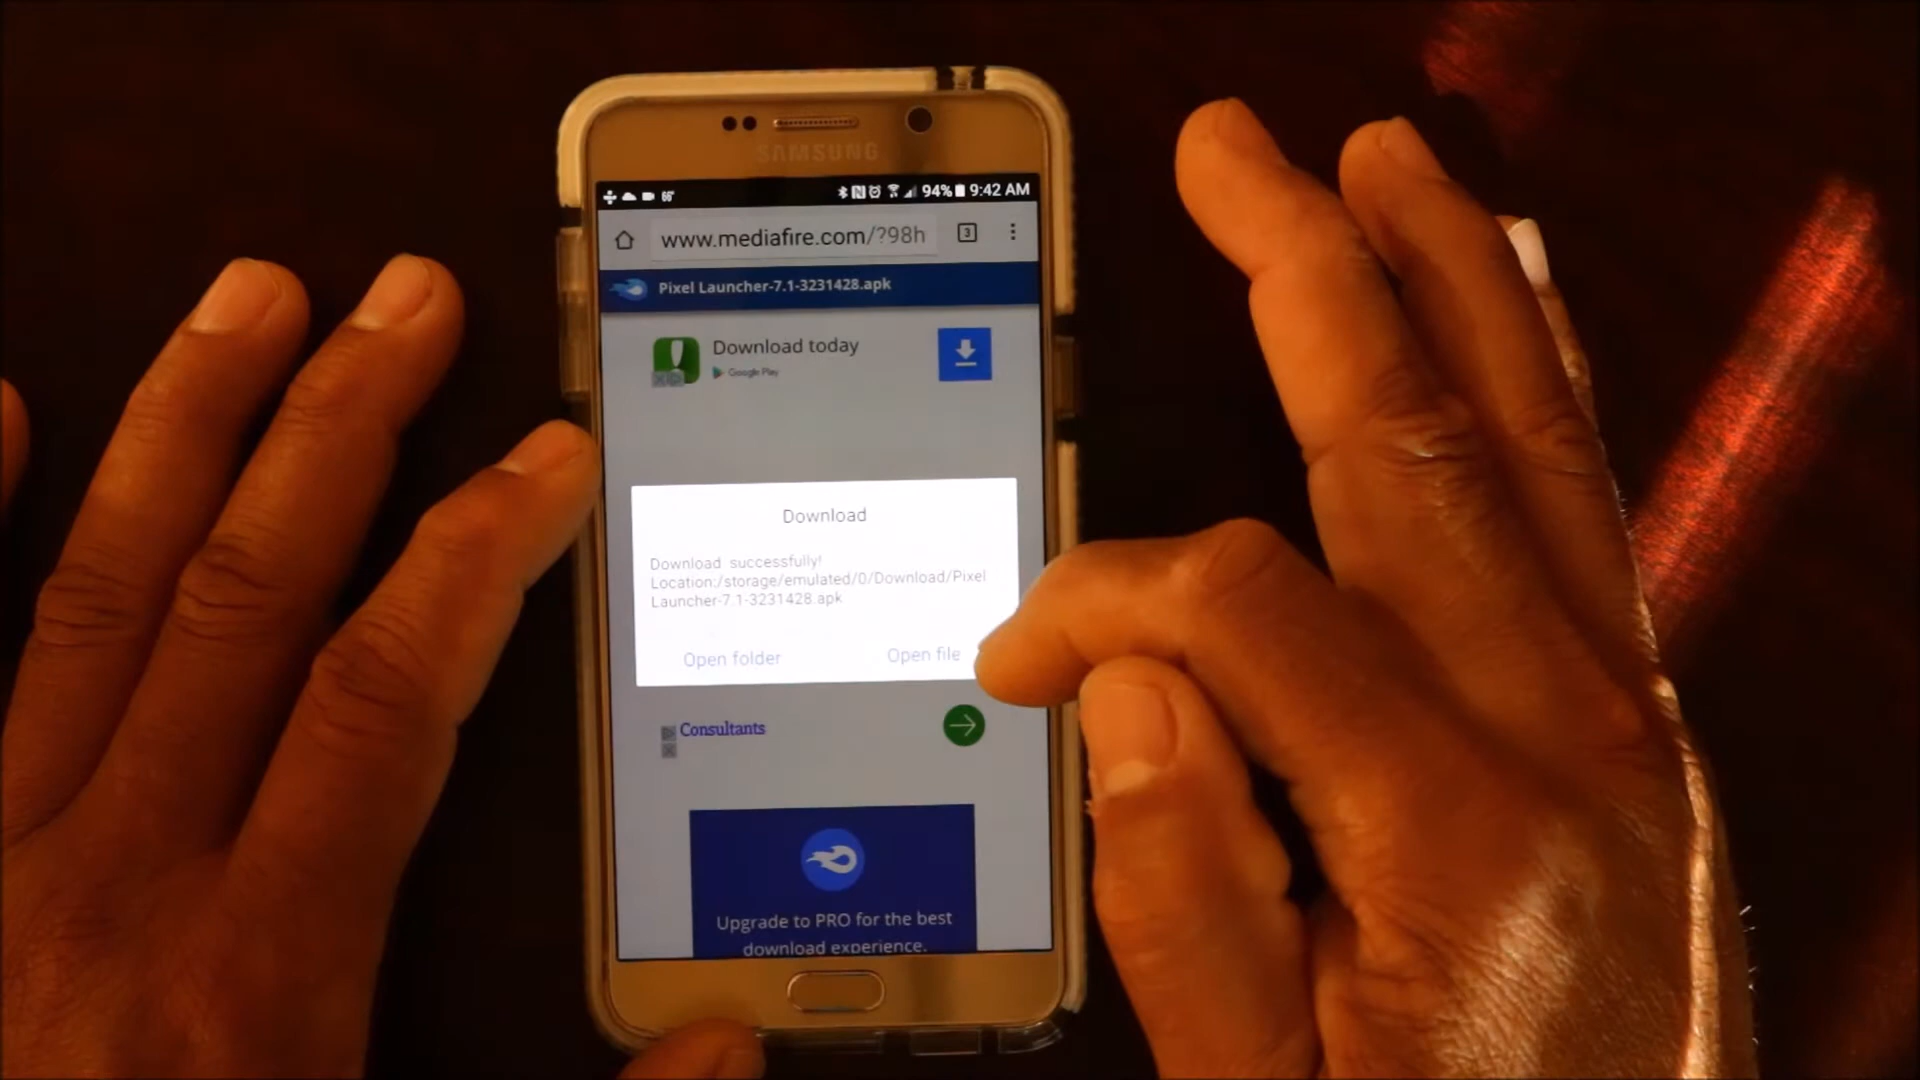 SAMSUNG
66°
94% 9:42 AM
www.mediafire.com/?98h
3
Pixel Launcher-7.1-3231428.apk
Download today
Google Play
Download
Download successfully!
Location:/storage/emulated/0/Download/Pixel
Launcher-7.1-3231428.apk
Open folder
Open file
Consultants
Upgrade to PRO for the best
download experience.